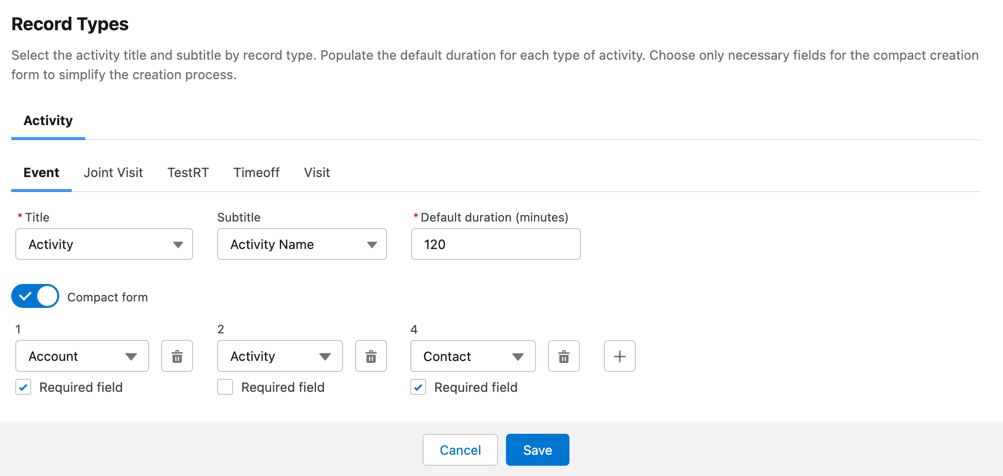 Record Types
Select the activity title and subtitle by record type. Populate the default duration for each type of activity. Choose only necessary fields for the compact creation
form to simplify the creation process.
Activity
Event Joint Visit TestRT Timeoff Visit
* Title Subtitle * Default duration (minutes)
Activity Activity Name 120
Compact form
1 2 4
Account Activity Contact +
Required field Required field Required field
Cancel Save